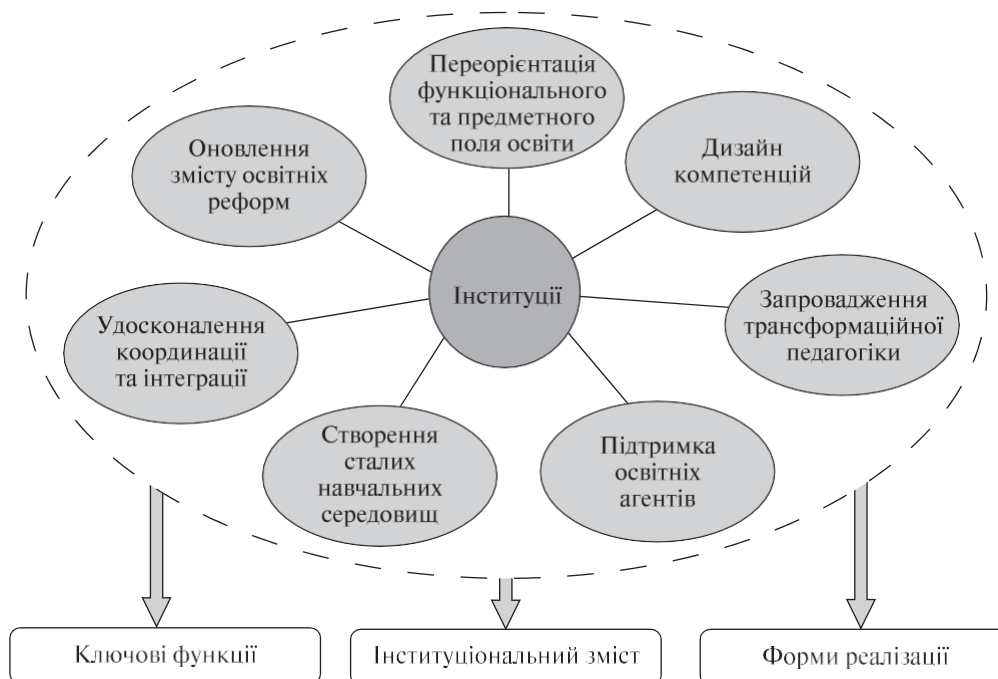 Переорієнтація
функціонального
та предметного
поля освіти
Оновлення
змісту освітніх
реформ
Дизайн
компетенцій
Інституції
Удосконалення
координації
та інтеграції
Запровадження
трансформаційної
педагогіки
Створення
сталих
навчальних
середовищ
Підтримка
освітніх
агентів
Ключові функції
Інституціональний зміст
Форми реалізації